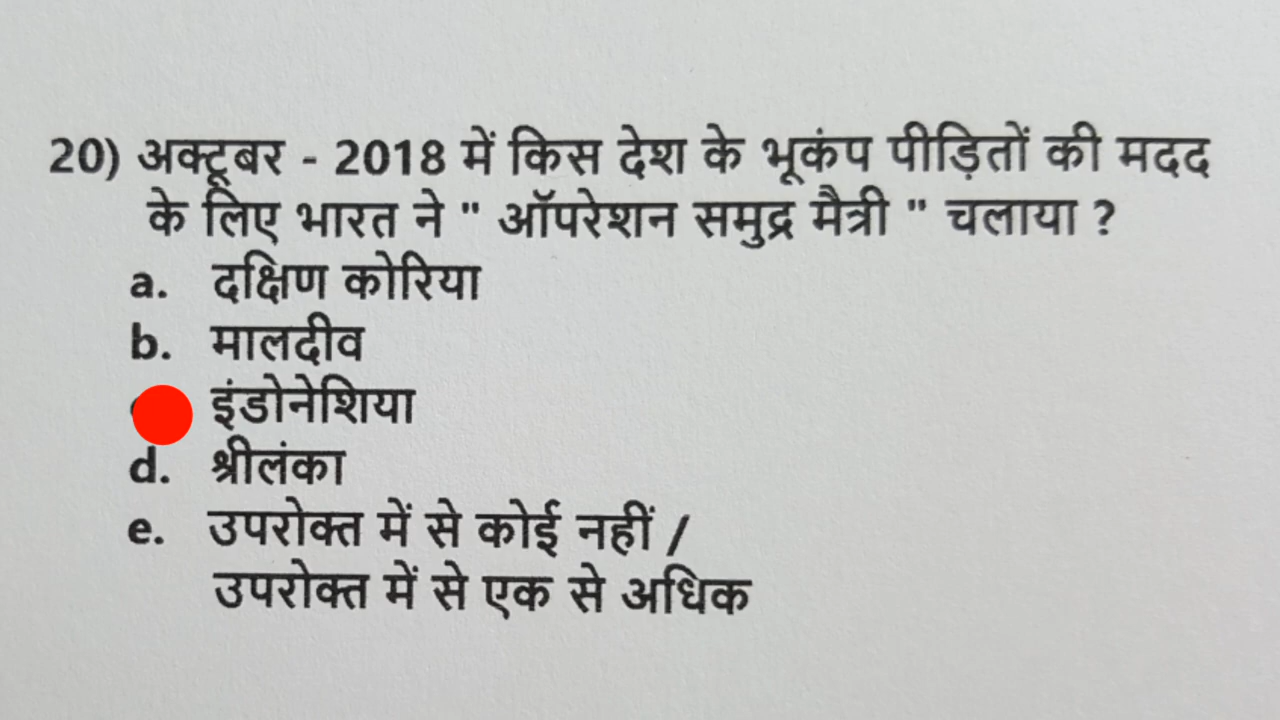 20) अक्टूबर - 2018 में किस देश के भूकंप पीड़ितों की मदद
के लिए भारत ने " ऑपरेशन समुद्र मैत्री " चलाया ?
a. दक्षिण कोरिया
b. मालदीव
इंडोनेशिया
d. श्रीलंका
e. उपरोक्त में से कोई नहीं /
उपरोक्त में से एक से अधिक